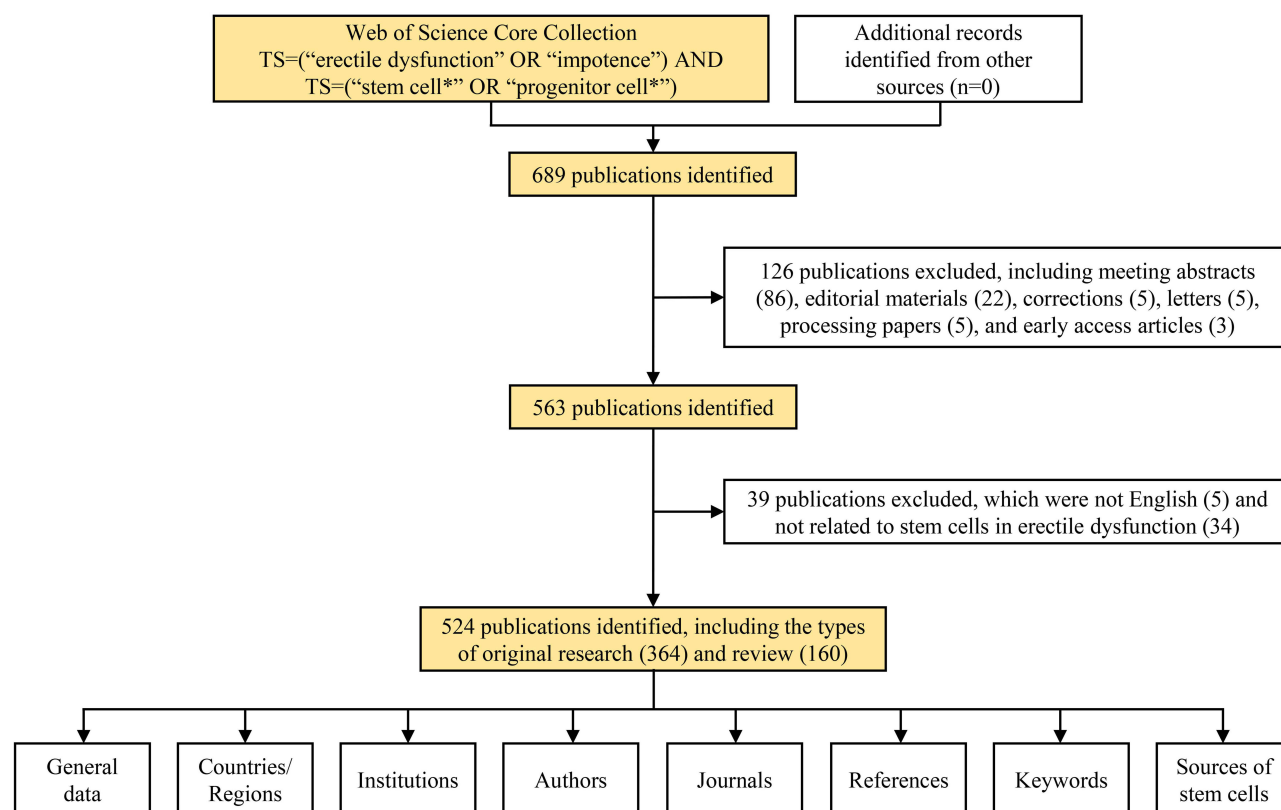 Web of Science Core Collection
TS=(“erectile dysfunction” OR “impotence”) AND
TS=(“stem cell*” OR “progenitor cell*”)
Additional records
identified from other
sources (n=0)
689 publications identified
126 publications excluded, including meeting abstracts
(86), editorial materials (22), corrections (5), letters (5),
processing papers (5), and early access articles (3)
563 publications identified
39 publications excluded, which were not English (5) and
not related to stem cells in erectile dysfunction (34)
524 publications identified, including the types
of original research (364) and review (160)
General
data
Countries/
Regions
Institutions
Authors
Journals
References
Keywords
Sources of
stem cells